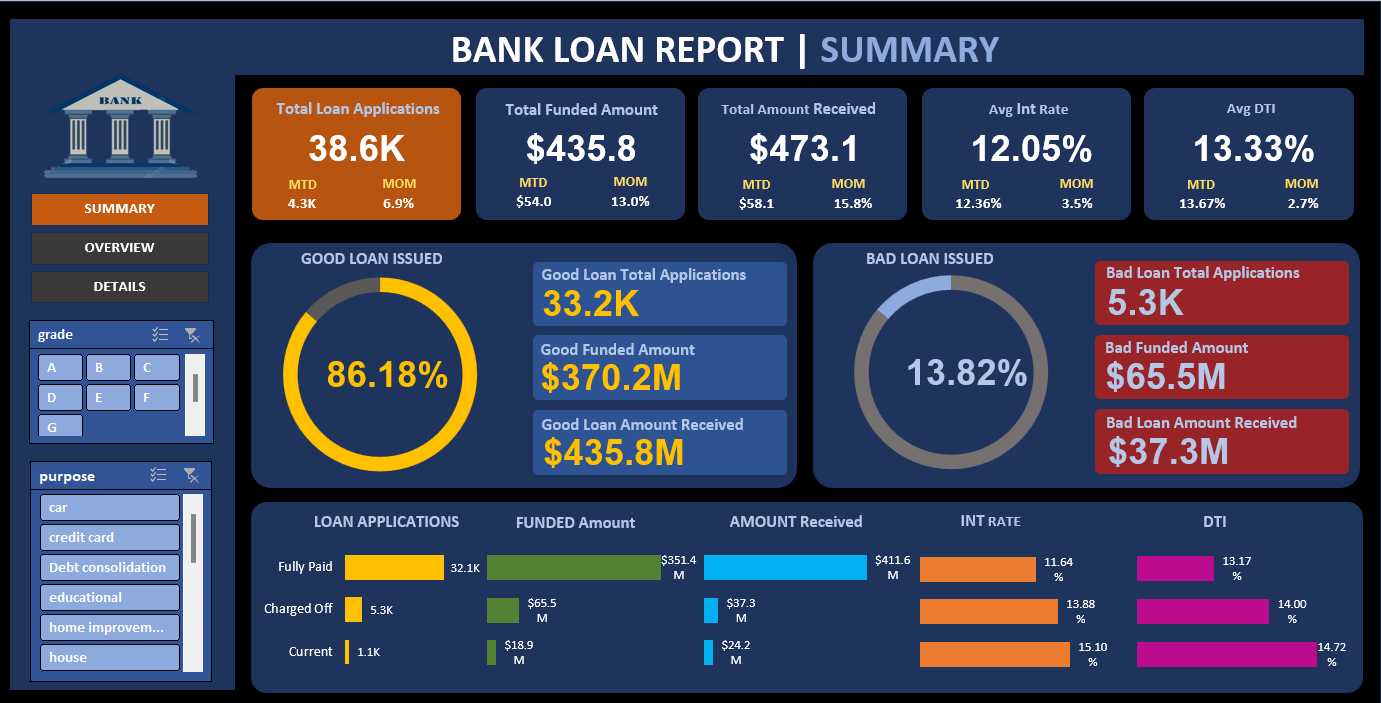 BANK LOAN REPORT | SUMMARY
BANK
SUMMARY
OVERVIEW
DETAILS
grade
A B C
D E F
G
purpose
car
credit card
Debt consolidation
educational
home improvem...
house
Total Loan Applications
38.6K
MTD MOM
4.3K 6.9%
Total Funded Amount
$435.8
MTD MOM
$54.0 13.0%
Total Amount Received
$473.1
MTD MOM
$58.1 15.8%
Avg Int Rate
12.05%
MTD MOM
12.36% 3.5%
Avg DTI
13.33%
MTD MOM
13.67% 2.7%
GOOD LOAN ISSUED
86.18%
Good Loan Total Applications
33.2K
Good Funded Amount
$370.2M
Good Loan Amount Received
$435.8M
BAD LOAN ISSUED
13.82%
Bad Loan Total Applications
5.3K
Bad Funded Amount
$65.5M
Bad Loan Amount Received
$37.3M
LOAN APPLICATIONS
Fully Paid 32.1K
Charged Off 5.3K
Current 1.1K
FUNDED Amount
$351.4
M
$65.5
M
$18.9
M
AMOUNT Received
$411.6
M
$37.3
M
$24.2
M
INT RATE
11.64
%
13.88
%
15.10
%
DTI
13.17
%
14.00
%
14.72
%